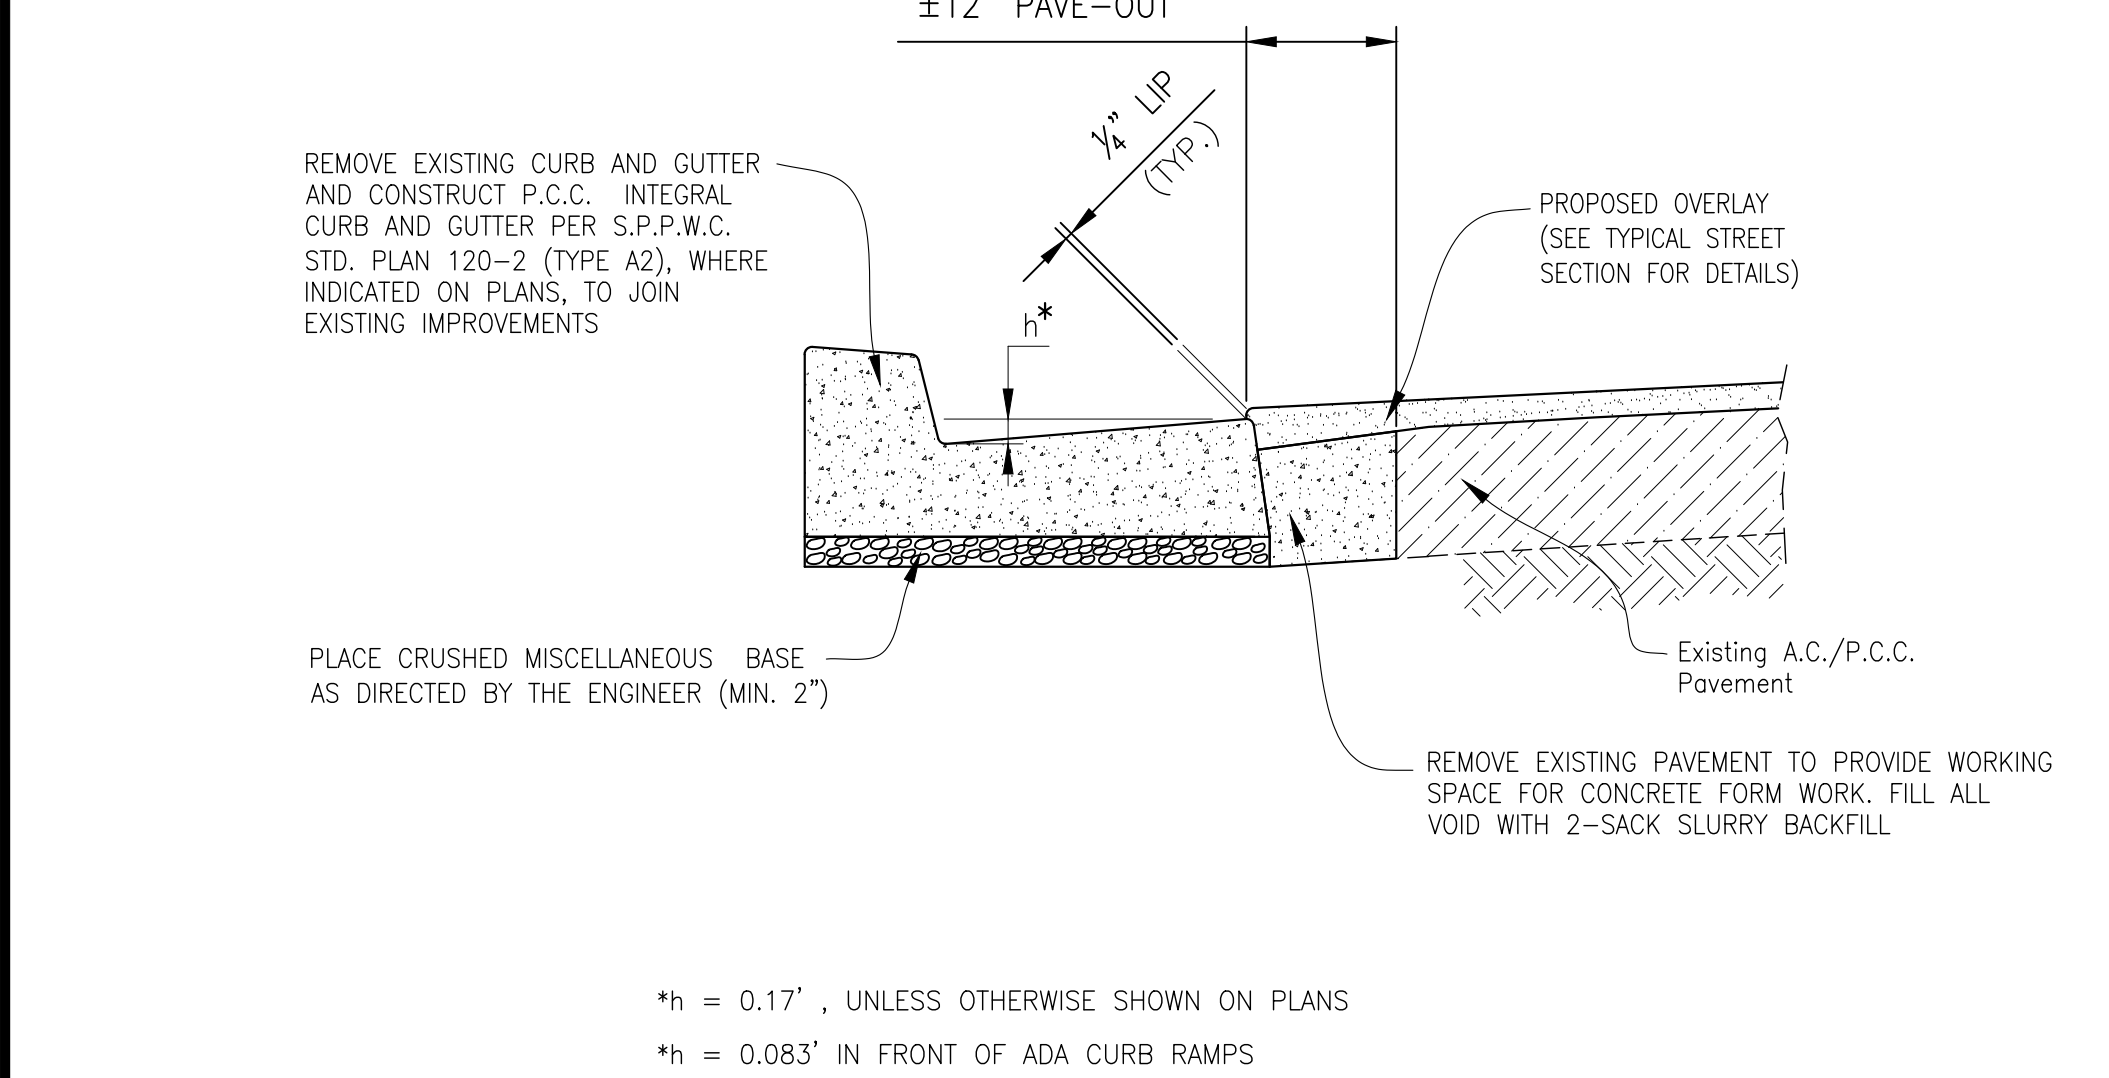 ±12" PAVE-OUT
¼" LIP
(TYP.)
REMOVE EXISTING CURB AND GUTTER
AND CONSTRUCT P.C.C. INTEGRAL
CURB AND GUTTER PER S.P.P.W.C.
STD. PLAN 120-2 (TYPE A2), WHERE
INDICATED ON PLANS, TO JOIN
EXISTING IMPROVEMENTS
PROPOSED OVERLAY
(SEE TYPICAL STREET
SECTION FOR DETAILS)
h*
PLACE CRUSHED MISCELLANEOUS BASE
AS DIRECTED BY THE ENGINEER (MIN. 2")
Existing A.C./P.C.C.
Pavement
REMOVE EXISTING PAVEMENT TO PROVIDE WORKING
SPACE FOR CONCRETE FORM WORK. FILL ALL
VOID WITH 2-SACK SLURRY BACKFILL
*h = 0.17' , UNLESS OTHERWISE SHOWN ON PLANS
*h = 0.083' IN FRONT OF ADA CURB RAMPS